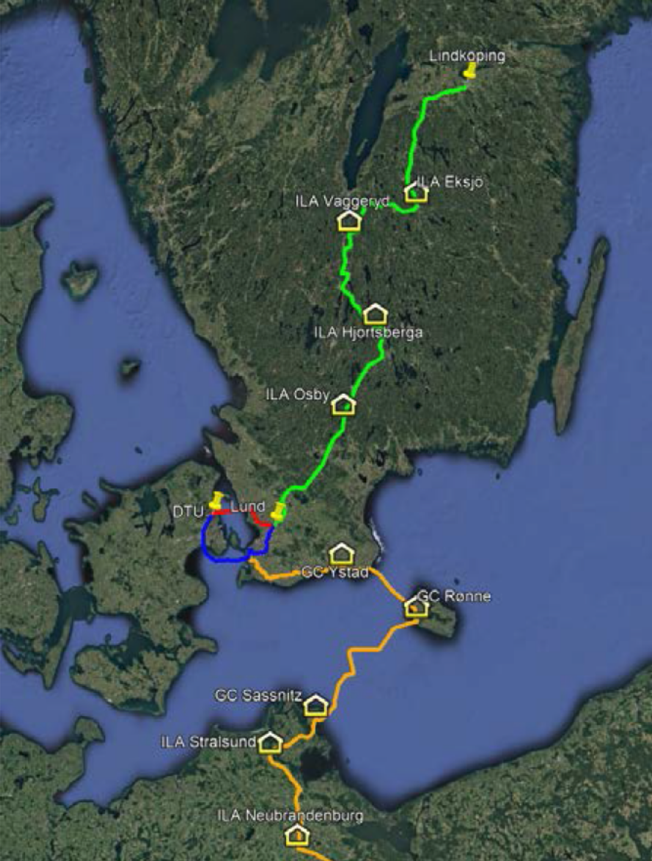 Lindkoping
ILA Eksjö
ILA Vaggeryd
ILA Hjortsberga
ILA Osby
DTU
Lund
GC Ystad
GC Rønne
GC Sassnitz
ILA Stralsund
ILA Neubrandenburg